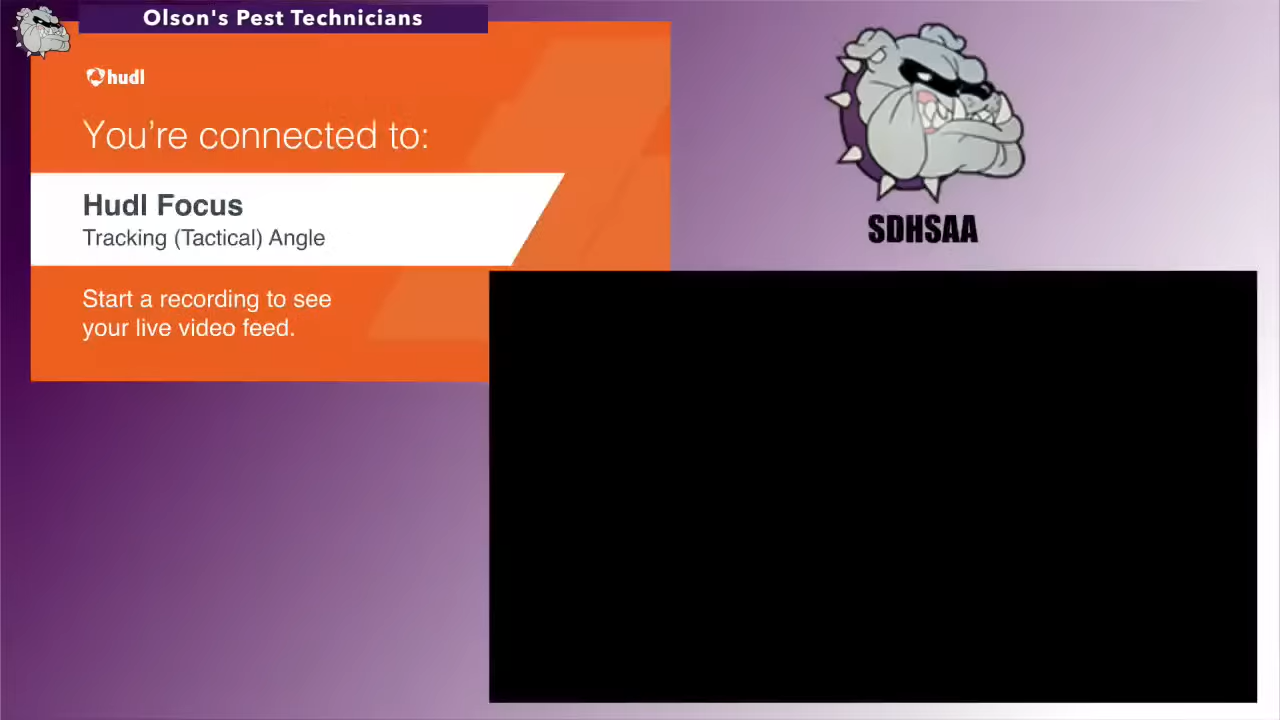 Olson's Pest Technicians
hudl
You're connected to:
Hudl Focus
Tracking (Tactical) Angle
Start a recording to see
your live video feed.
SDHSAA